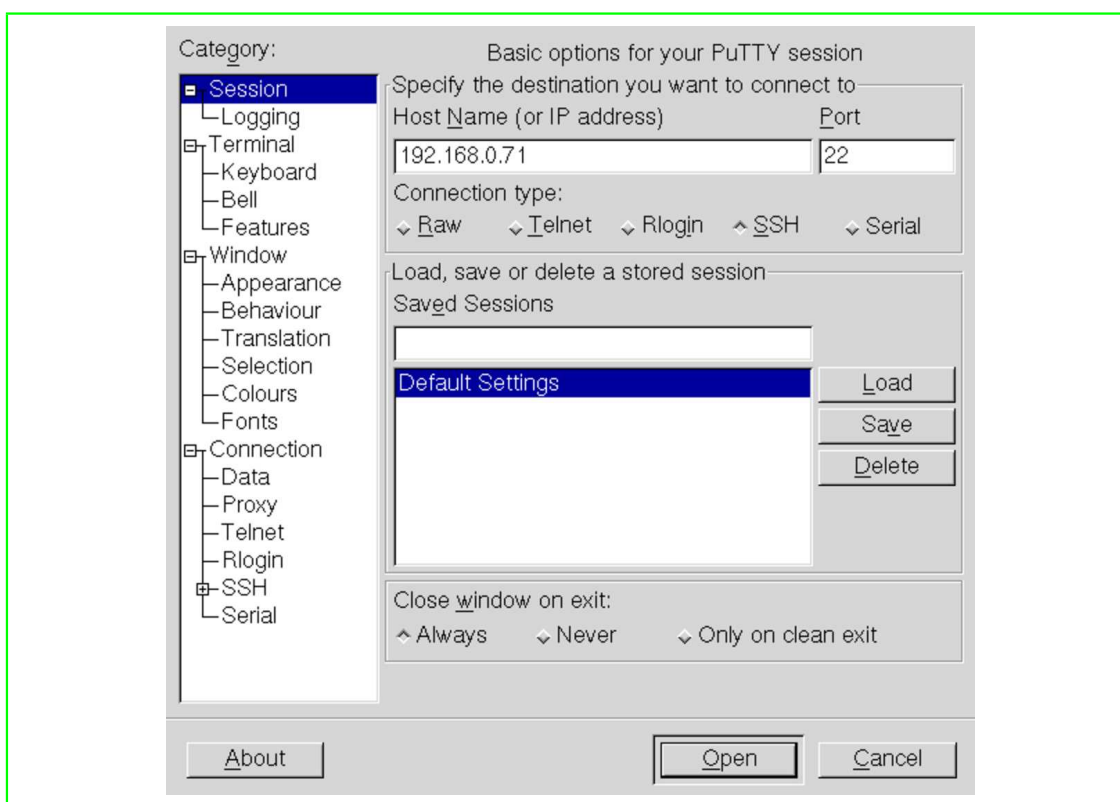 Category:
Session
Logging
Terminal
Keyboard
Bell
Features
Window
Appearance
Behaviour
Translation
Selection
Colours
Fonts
Connection
Data
Proxy
Telnet
Rlogin
SSH
Serial
Basic options for your PuTTY session
Specify the destination you want to connect to
Host Name (or IP address) Port
192.168.0.71 22
Connection type:
Raw Telnet Rlogin SSH Serial
Load, save or delete a stored session
Saved Sessions
Default Settings
Load
Save
Delete
Close window on exit:
Always Never Only on clean exit
About Open Cancel